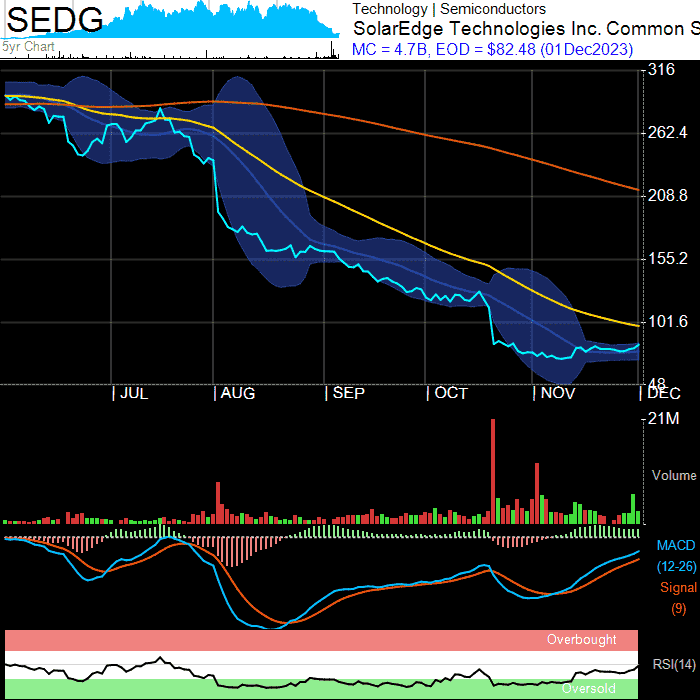 SEDG
5yr Chart
Technology | Semiconductors
SolarEdge Technologies Inc. Common S
MC = 4.7B, EOD = $82.48 (01Dec2023)
316
262.4
208.8
155.2
101.6
48
JUL
AUG
SEP
OCT
NOV
DEC
21M
Volume
MACD
(12-26)
Signal
(9)
Overbought
RSI(14)
Oversold